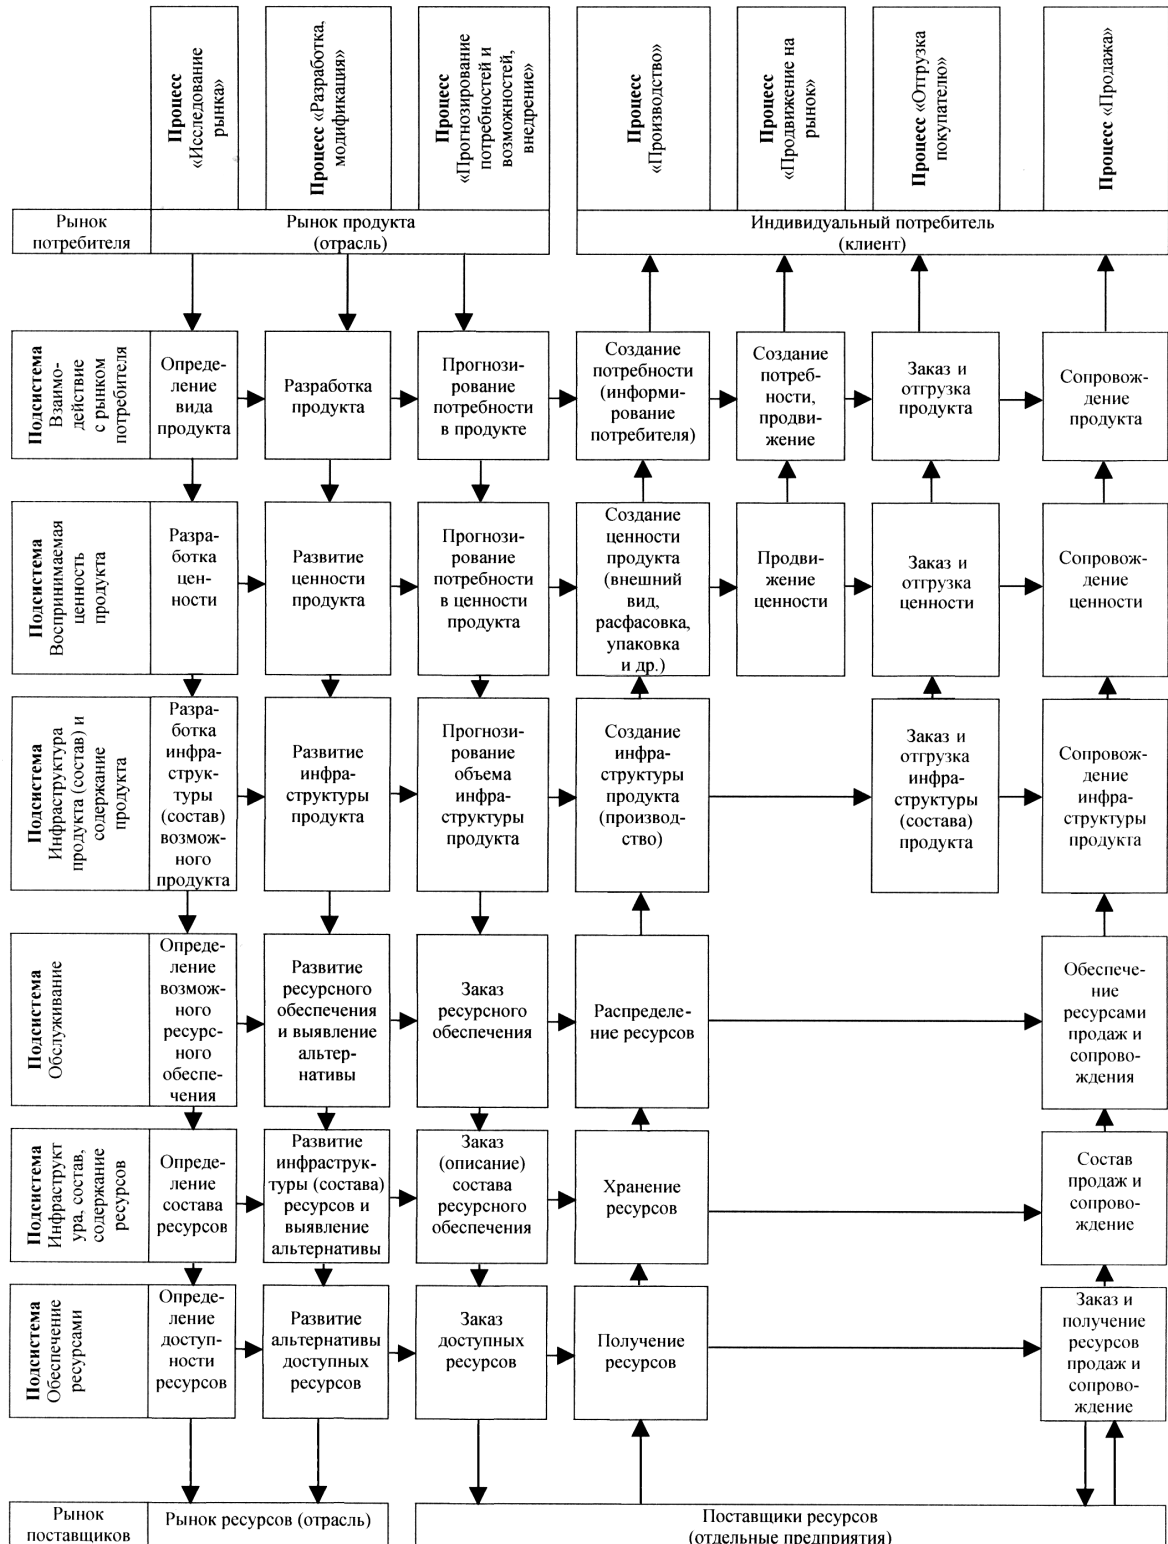 Процесс
«Исследование
рынка»
Процесс «Разработка,
модификация»
Процесс
«Прогнозирование
потребностей и
возможностей,
внедрение»
Процесс
«Производство»
Процесс
«Продвижение на
рынок»
Процесс «Отгрузка
покупателю»
Процесс «Продажа»
Рынок
потребителя
Рынок продукта
(отрасль)
Индивидуальный потребитель
(клиент)
Подсистема
Взаимо-
действие
с рынком
потребителя
Опреде-
ление
вида
продукта
Разработка
продукта
Прогнози-
рование
потребности
в продукте
Создание
потребности
(информи-
рование
потребителя)
Создание
потреб-
ности,
продви-
жение
Заказ и
отгрузка
продукта
Сопровож-
дение
продукта
Подсистема
Воспринимаемая
ценность
продукта
Разра-
ботка
цен-
ности
Развитие
ценности
продукта
Прогнози-
рование
потребности
в ценности
продукта
Создание
ценности
продукта
(внешний
вид,
расфасовка,
упаковка
и др.)
Продви-
жение
ценности
Заказ и
отгрузка
ценности
Сопровож-
дение
ценности
Подсистема
Инфраструктура
продукта (состав) и
содержание
продукта
Разра-
ботка
инфра-
струк-
туры
(состав)
возмож-
ного
продукта
Развитие
инфра-
структуры
продукта
Прогнози-
рование
объема
инфра-
структуры
продукта
Создание
инфра-
структуры
продукта
(производ-
ство)
Заказ и
отгрузка
инфра-
структуры
(состава)
продукта
Сопровож-
дение
инфра-
структуры
продукта
Подсистема
Обслуживание
Опреде-
ление
возмож-
ного
ресурс-
ного
обеспе-
чения
Развитие
ресурсного
обеспечения
и выявление
альтер-
нативы
Заказ
ресурсного
обеспечения
Распределе-
ние ресурсов
Обеспече-
ние
ресурсами
продаж и
сопрово-
ждения
Подсистема
Инфраструкт
ура, состав,
содержание
ресурсов
Опреде-
ление
состава
ресурсов
Развитие
инфраструк-
туры (состава)
ресурсов и
выявление
альтернативы
Заказ
(описание)
состава
ресурсного
обеспечения
Хранение
ресурсов
Состав
продаж и
сопрово-
ждение
Подсистема
Обеспечение
ресурсами
Опреде-
ление
доступ-
ности
ресурсов
Развитие
альтернативы
доступных
ресурсов
Заказ
доступных
ресурсов
Получение
ресурсов
Заказ и
получение
ресурсов
продаж и
сопрово-
ждение
Рынок
поставщиков
Рынок ресурсов (отрасль)
Поставщики ресурсов
(отдельные предприятия)